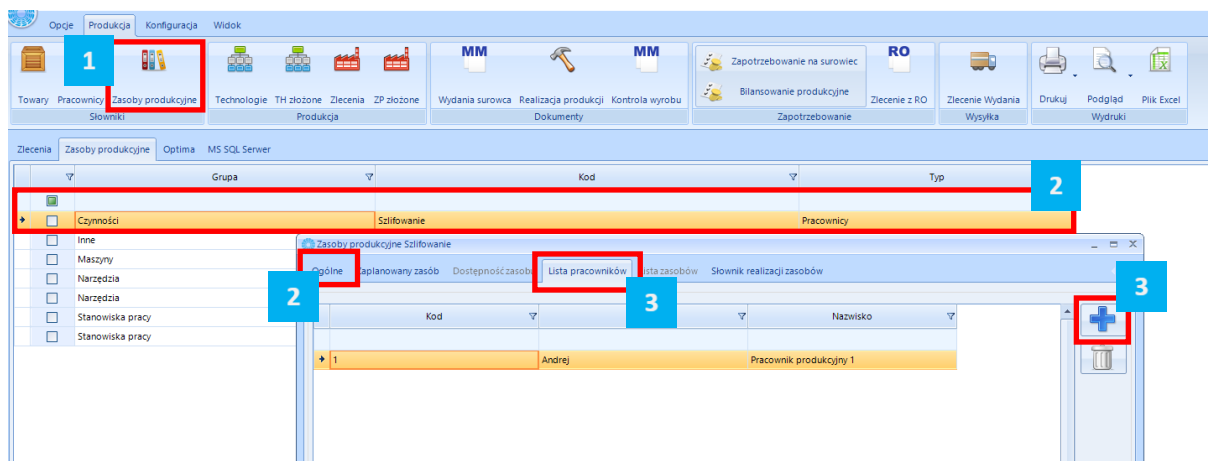 Opcje Produkcja Konfiguracja Widok
1
MM MM RO
Zapotrzebowanie na surowiec
Bilansowanie produkcyjne
Towary Pracownicy Zasoby produkcyjne Technologie TH złożone Zlecenia ZP złożone Wydania surowca Realizacja produkcji Kontrola wyrobu Zlecenie z RO Zlecenie Wydania Drukuj Podgląd Plik Excel
Słowniki Produkcja Dokumenty Zapotrzebowanie Wysyłka Wydruki
Zlecenia Zasoby produkcyjne Optima MS SQL Serwer
Grupa Kod Typ
2
Czynności Szlifowanie Pracownicy
Inne
Maszyny
Narzędzia
Narzędzia
Stanowiska pracy
Stanowiska pracy
Zasoby produkcyjne Szlifowanie
Ogólne Zaplanowany zasób Dostępność zasobu Lista pracowników Lista zasobów Słownik realizacji zasobów
2 3 3
Kod Nazwisko
1 Andrej Pracownik produkcyjny 1